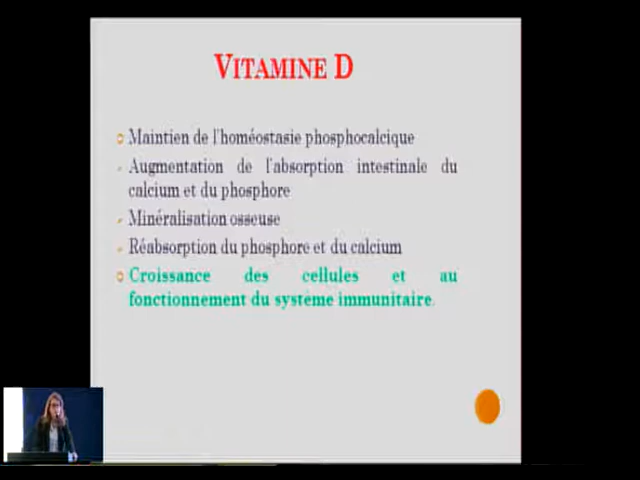 VITAMINE D
Maintien de l'homéostasie phosphocalcique
Augmentation de l'absorption intestinale du
calcium et du phosphore
Minéralisation osseuse
Réabsorption du phosphore et du calcium
Croissance des cellules et au
fonctionnement du système immunitaire.